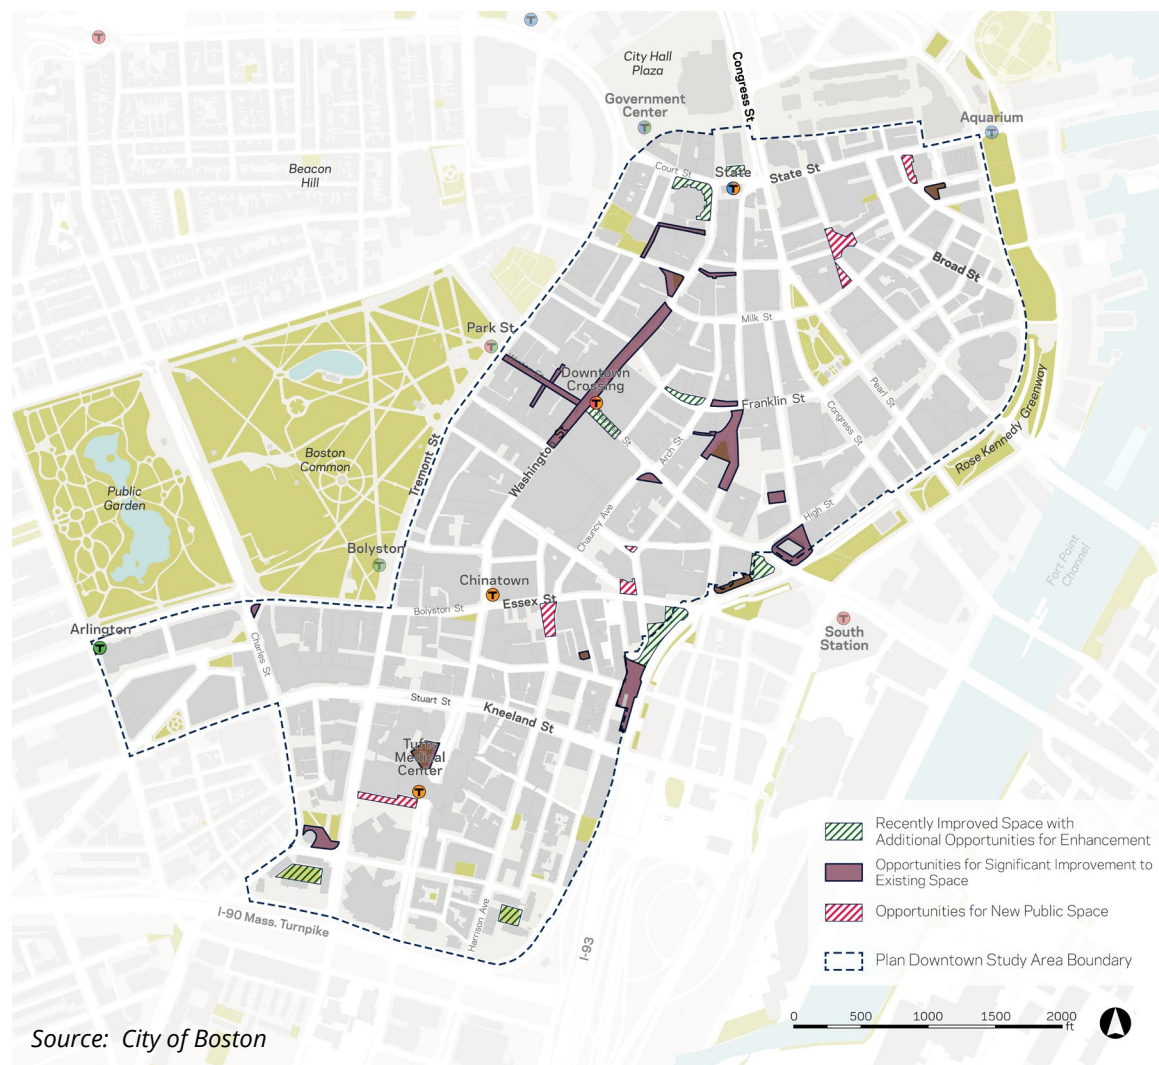 City Hall
Plaza
Congress St
Government
Center
Aquarium
Beacon
Hill
Court St
State
State St
Broad St
Park St
Milk St
Downtown
Crossing
Franklin St
Pearl St
Congress St
Rose Kennedy Greenway
Tremont St
Washington St
St
Arch St
Boston
Common
Public
Garden
High St
Chauncy Ave
Fort Point
Channel
Bolyston
Chinatown
Essex St
Bolyston St
Arlington
Charles St
South
Station
Stuart St
Kneeland St
Tufts
Medical
Center
Harrison Ave
I-90 Mass. Turnpike
I-93
Recently Improved Space with
Additional Opportunities for Enhancement
Opportunities for Significant Improvement to
Existing Space
Opportunities for New Public Space
Plan Downtown Study Area Boundary
0 500 1000 1500 2000
ft
Source: City of Boston
T
T
T
T
T
T
T
T
T
T
T
T